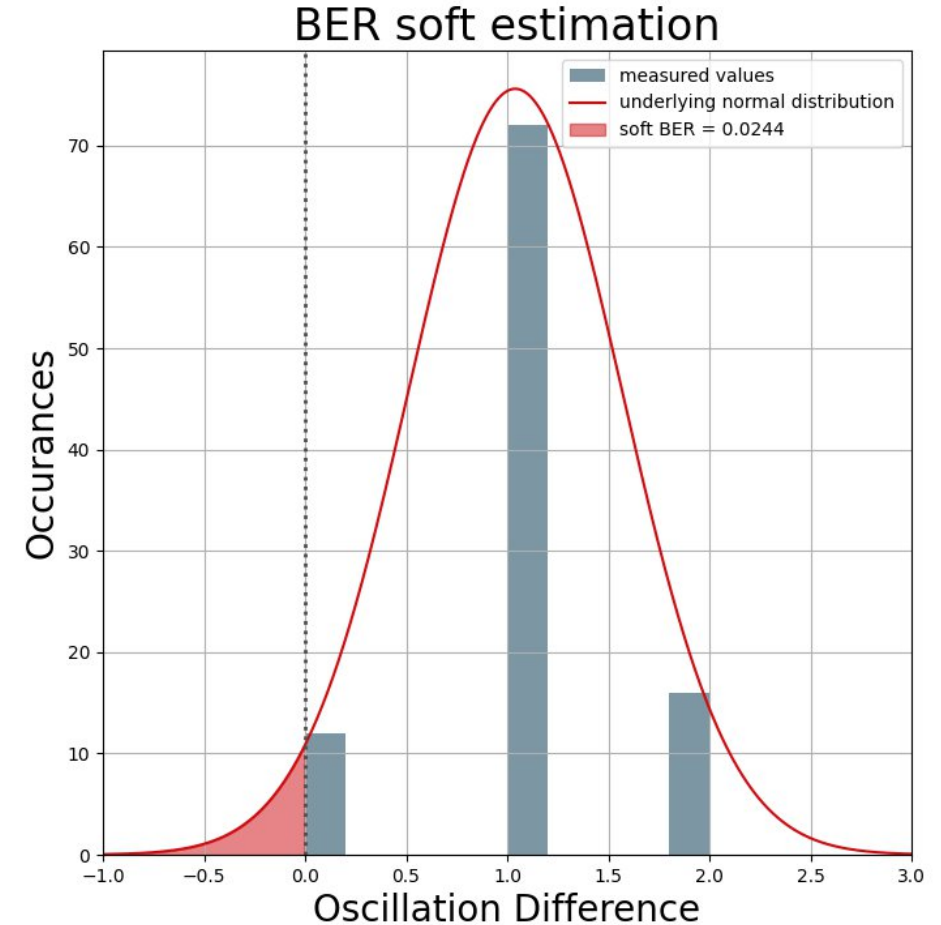 BER soft estimation
measured values
underlying normal distribution
soft BER = 0.0244
Occurances
70
60
50
40
30
20
10
0
−1.0 −0.5 0.0 0.5 1.0 1.5 2.0 2.5 3.0
Oscillation Difference